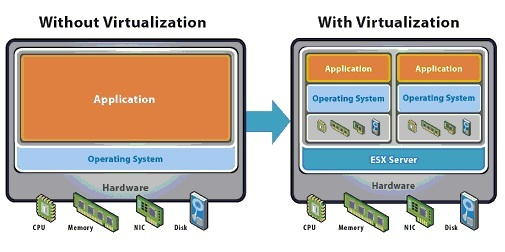 Without Virtualization
With Virtualization
Application
Operating System
Hardware
CPU Memory NIC Disk
Application Application
Operating System Operating System
ESX Server
Hardware
CPU Memory NIC Disk